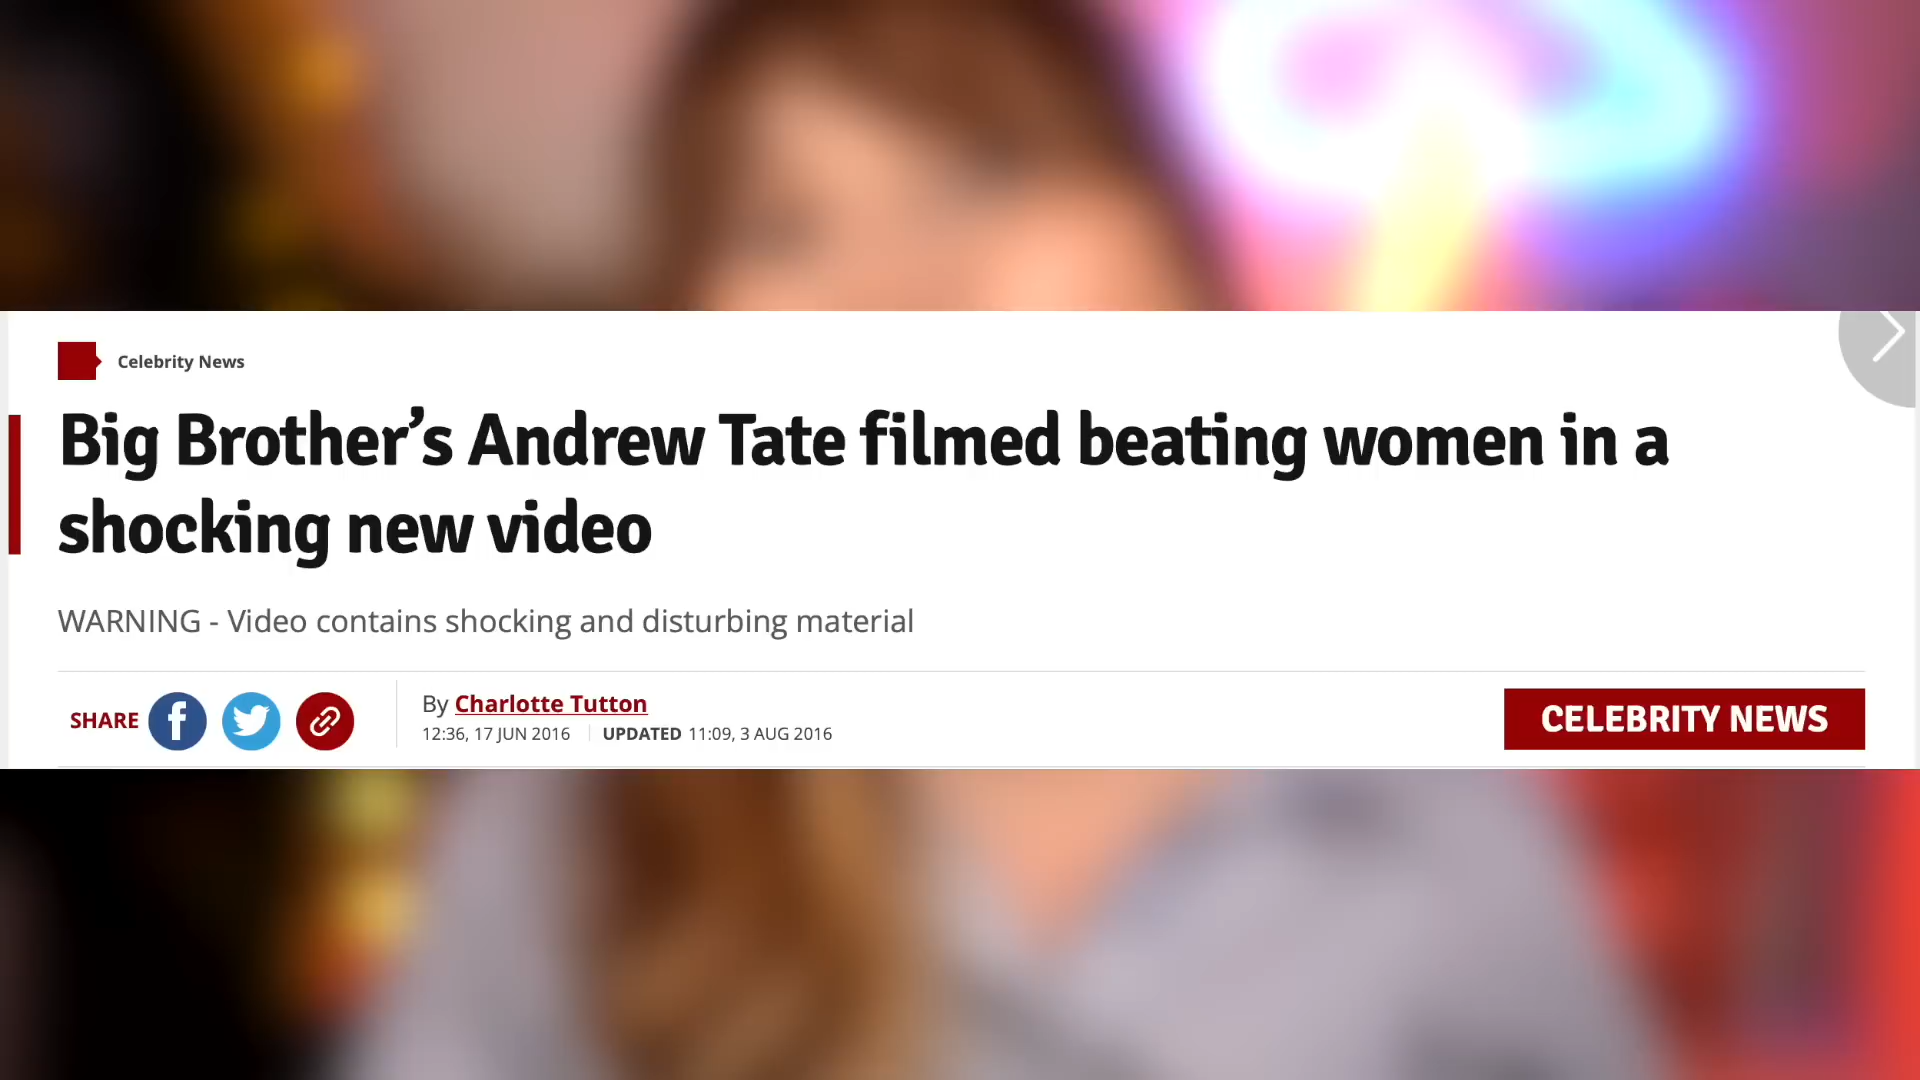 Celebrity News
Big Brother’s Andrew Tate filmed beating women in a
shocking new video
WARNING - Video contains shocking and disturbing material
SHARE
By Charlotte Tutton
12:36, 17 JUN 2016 UPDATED 11:09, 3 AUG 2016
CELEBRITY NEWS